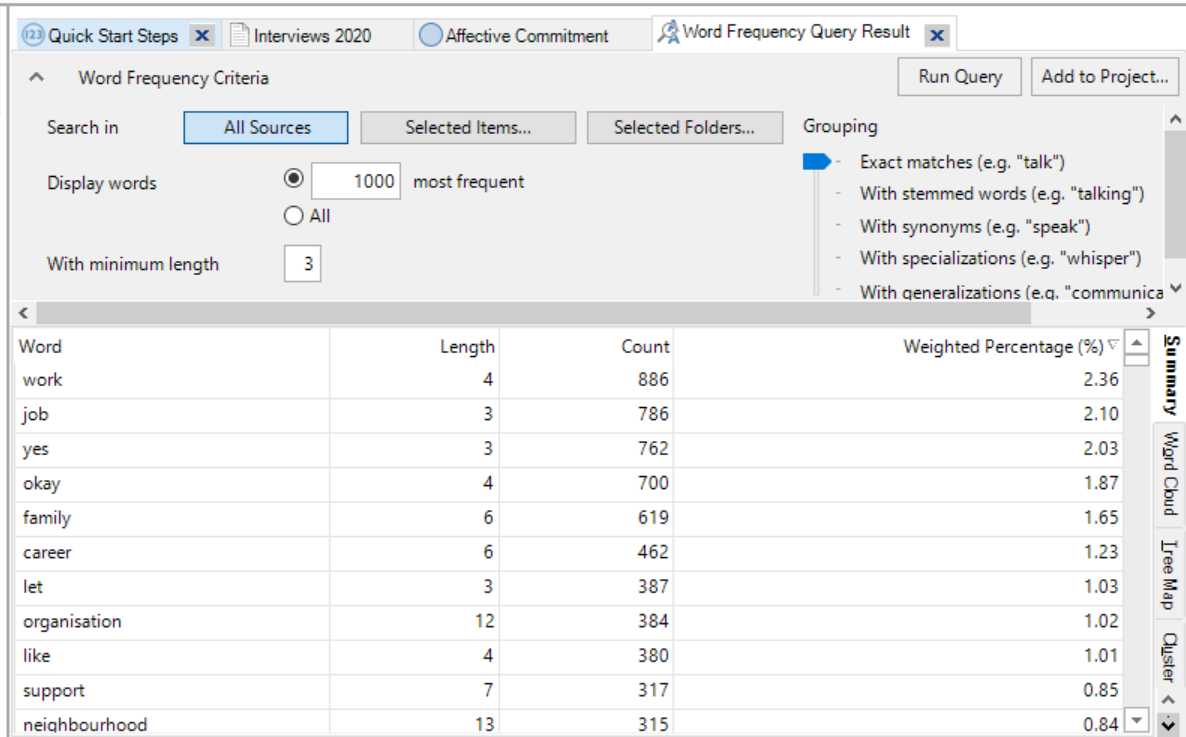 123 Quick Start Steps x Interviews 2020 Affective Commitment Word Frequency Query Result x
Word Frequency Criteria Run Query Add to Project...
Search in All Sources Selected Items... Selected Folders... Grouping
Exact matches (e.g. "talk")
Display words 1000 most frequent
With stemmed words (e.g. "talking")
All
With synonyms (e.g. "speak")
With minimum length 3
With specializations (e.g. "whisper")
With generalizations (e.g. "communica
Word Length Count Weighted Percentage (%)
work 4 886 2.36
job 3 786 2.10
yes 3 762 2.03
okay 4 700 1.87
family 6 619 1.65
career 6 462 1.23
let 3 387 1.03
organisation 12 384 1.02
like 4 380 1.01
support 7 317 0.85
neighbourhood 13 315 0.84
Summary
Word Cloud
Tree Map
Cluster